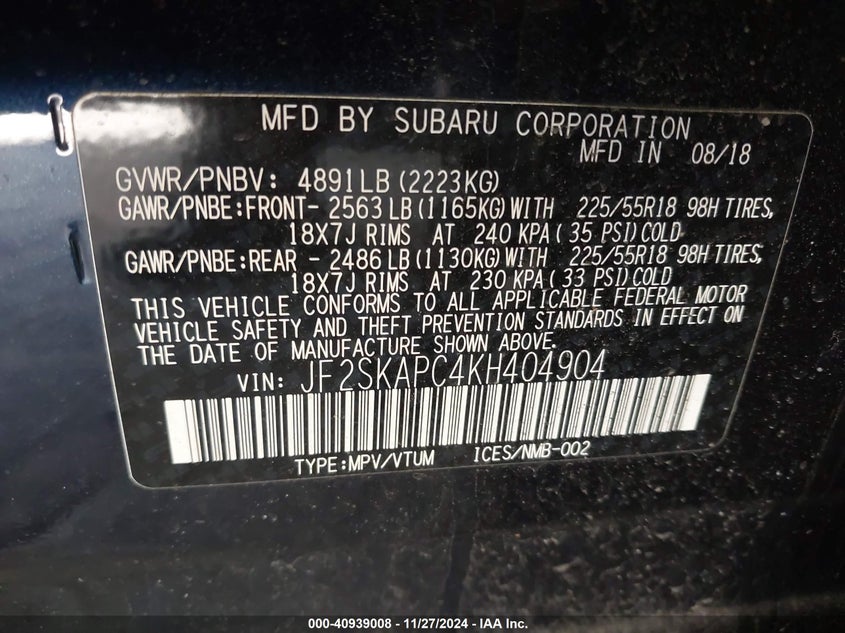 MFD BY SUBARU CORPORATION
MFD IN 08/18
GVWR/PNBV: 4891LB (2223KG)
GAWR/PNBE:FRONT- 2563 LB (1165KG) WITH 225/55R18 98H TIRES,
18X7J RIMS AT 240 KPA ( 35 PSI) COLD
GAWR/PNBE:REAR - 2486 LB (1130KG) WITH 225/55R18 98H TIRES,
18X7J RIMS AT 230 KPA ( 33 PSI) COLD
THIS VEHICLE CONFORMS TO ALL APPLICABLE FEDERAL MOTOR
VEHICLE SAFETY AND THEFT PREVENTION STANDARDS IN EFFECT ON
THE DATE OF MANUFACTURE SHOWN ABOVE.
VIN: JF2SKAPC4KH404904
TYPE:MPV/VTUM ICES/NMB-002
000-40939008 - 11/27/2024 - IAA Inc.